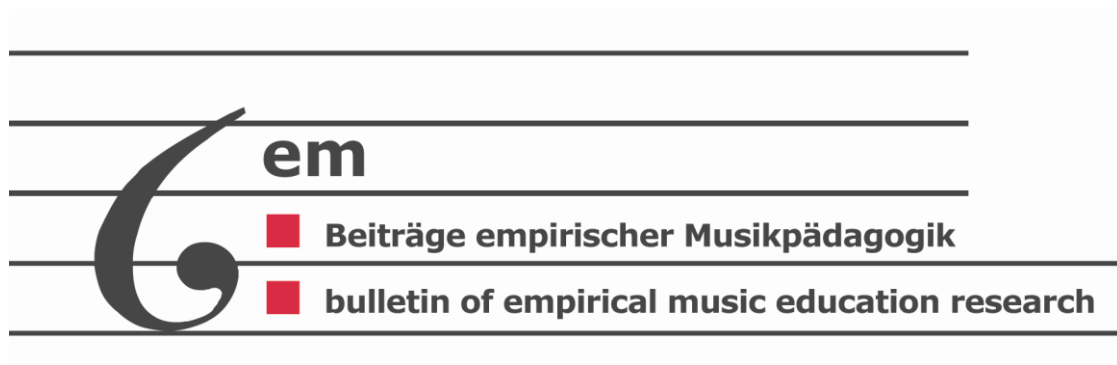 em
Beiträge empirischer Musikpädagogik
bulletin of empirical music education research